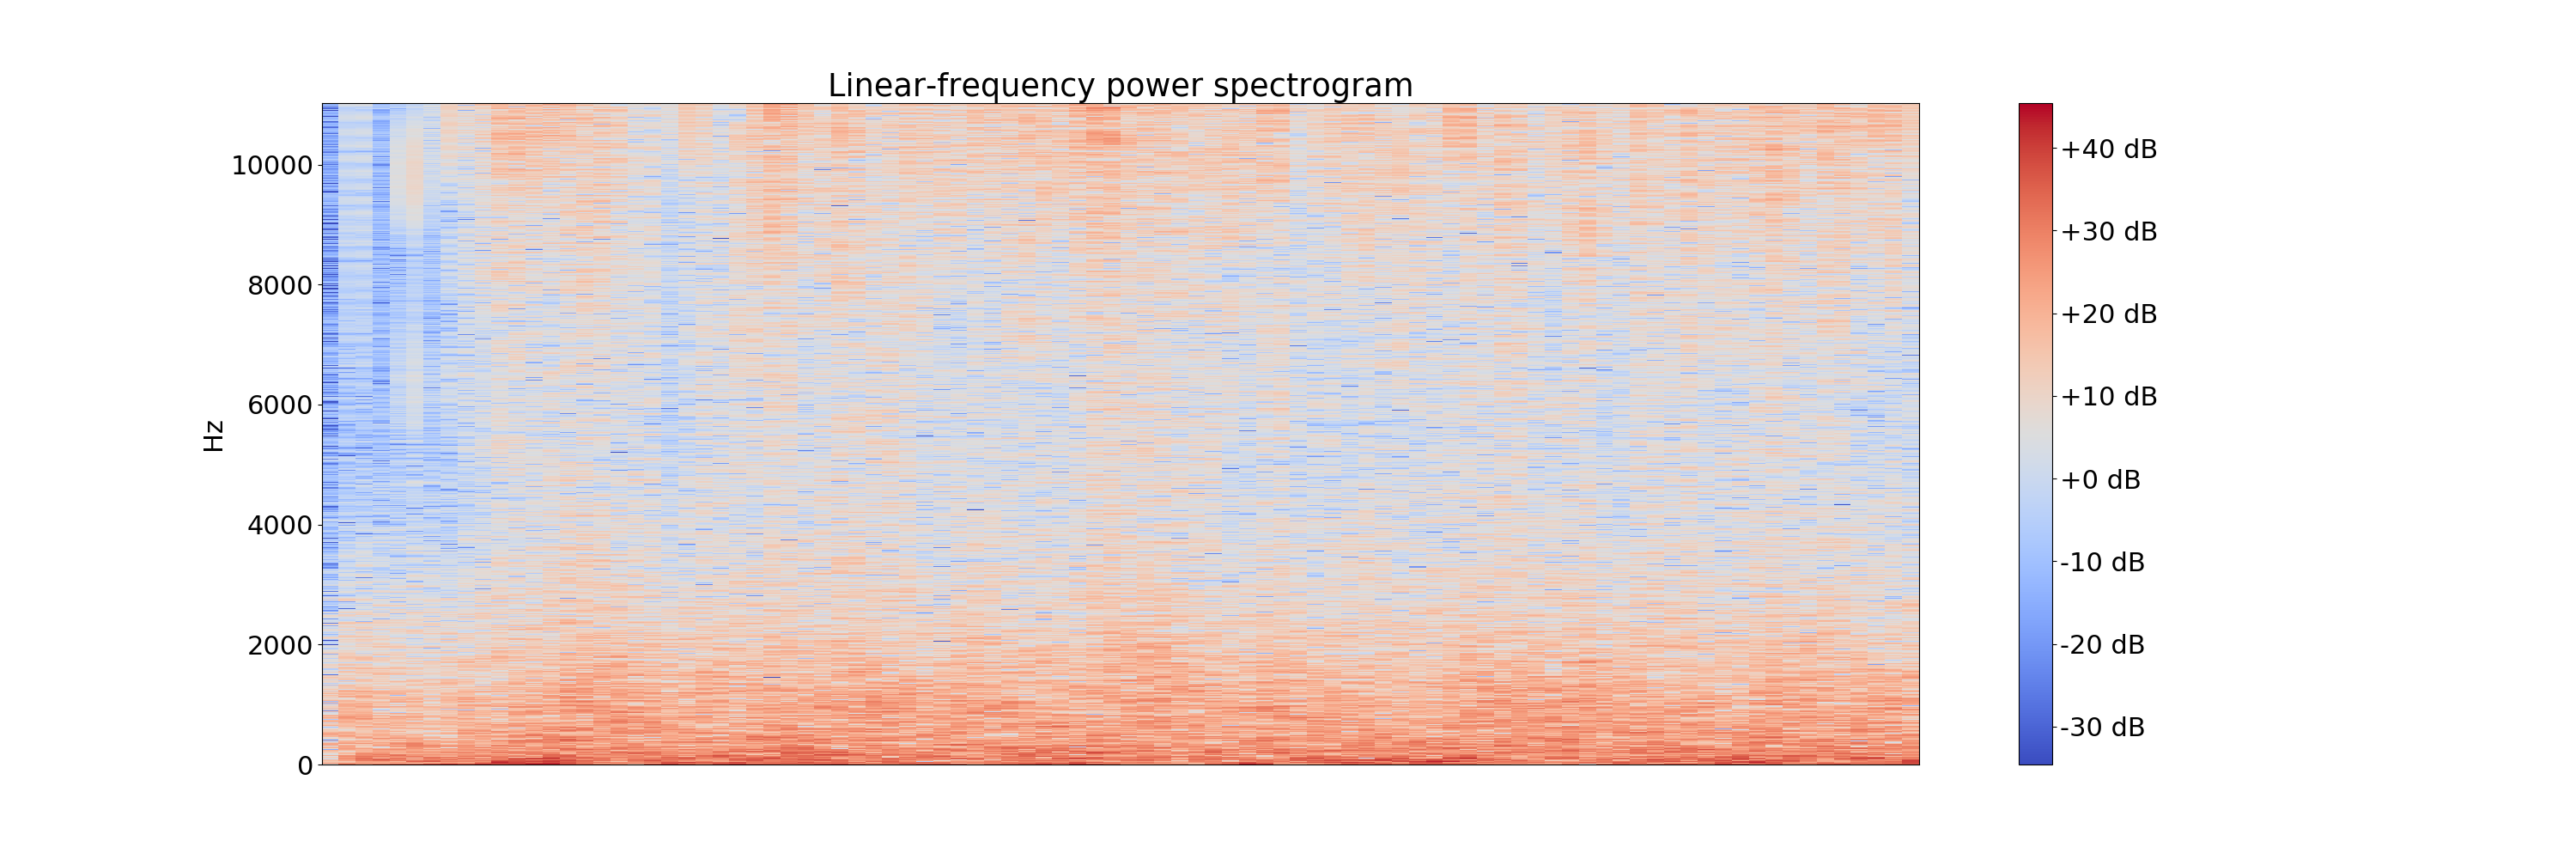 Linear-frequency power spectrogram
Hz
10000
8000
6000
4000
2000
0
+40 dB
+30 dB
+20 dB
+10 dB
+0 dB
-10 dB
-20 dB
-30 dB